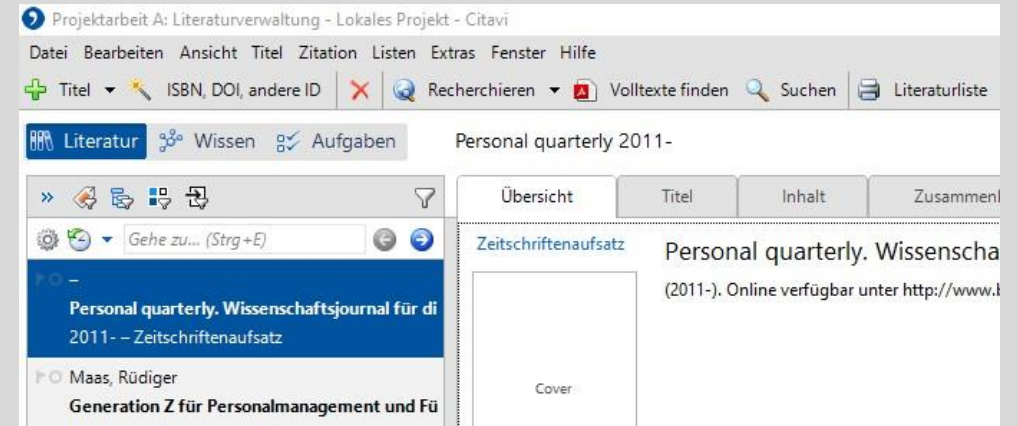 Projektarbeit A: Literaturverwaltung - Lokales Projekt - Citavi
Datei Bearbeiten Ansicht Titel Zitation Listen Extras Fenster Hilfe
Titel ISBN, DOI, andere ID Recherchieren Volltexte finden Suchen Literaturliste
Literatur Wissen Aufgaben Personal quarterly 2011-
Übersicht Titel Inhalt Zusammen
Gehe zu... (Strg+E)
Zeitschriftenaufsatz
Personal quarterly. Wissenscha
(2011-). Online verfügbar unter http://www.
–
Personal quarterly. Wissenschaftsjournal für di
2011- – Zeitschriftenaufsatz
Maas, Rüdiger
Generation Z für Personalmanagement und Fü
Cover